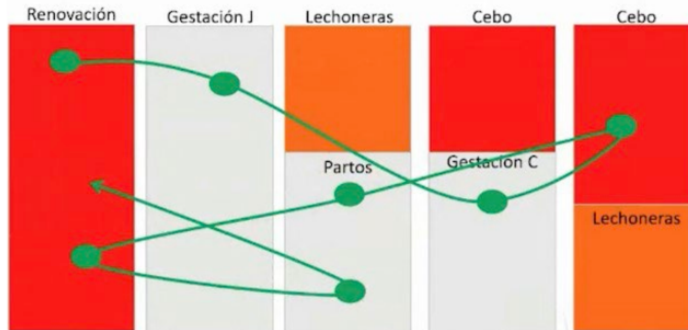 Renovación
Gestación J
Lechoneras
Cebo
Cebo
Partos
Gestación C
Lechoneras